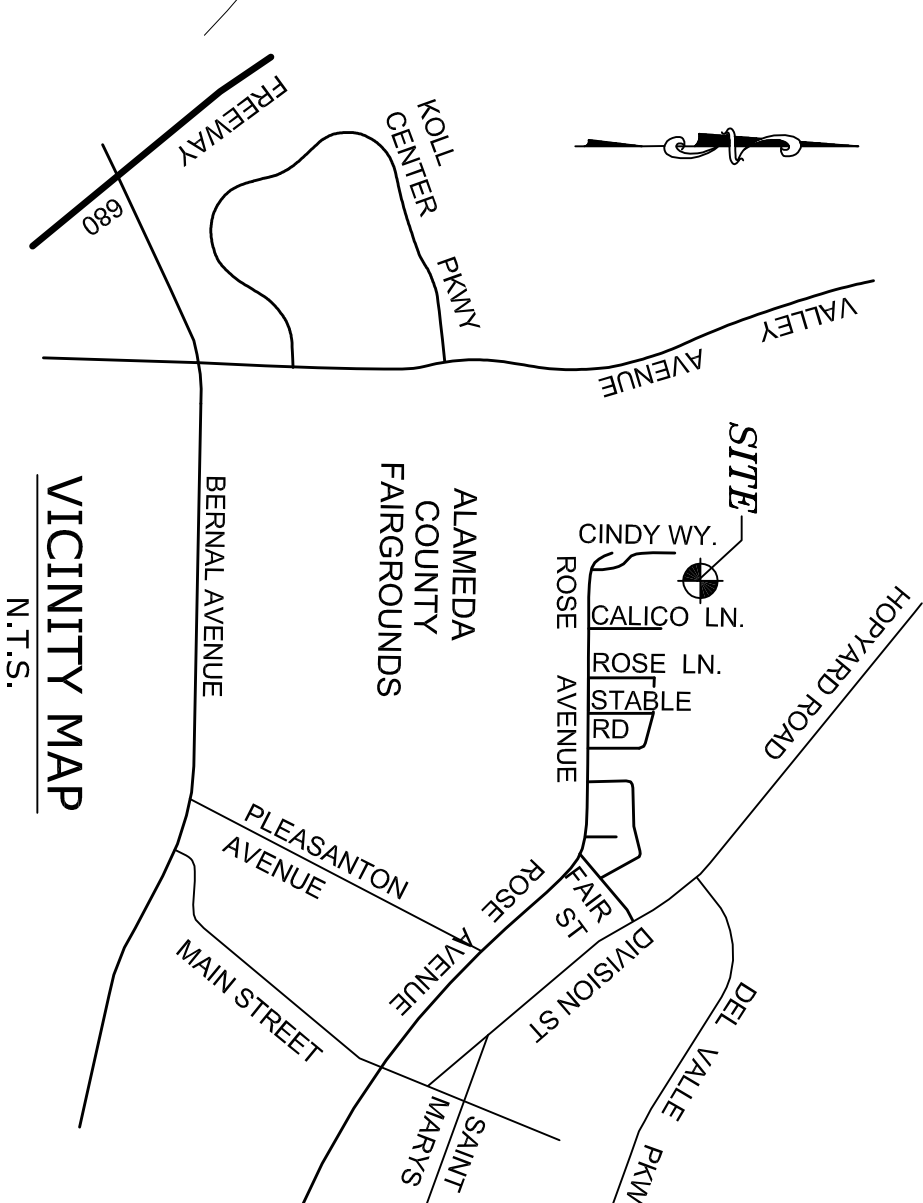 FREEWAY
680
KOLL
CENTER
PKWY
VALLEY
AVENUE
SITE
CINDY WY.
ROSE
AVENUE
CALICO LN.
ROSE LN.
STABLE
RD
HOPYARD ROAD
ALAMEDA
COUNTY
FAIRGROUNDS
BERNAL AVENUE
PLEASANTON
AVENUE
ROSE
AVENUE
FAIR
ST
DIVISION ST
MAIN STREET
DEL VALLE PKW
SAINT
MARYS
VICINITY MAP
N.T.S.